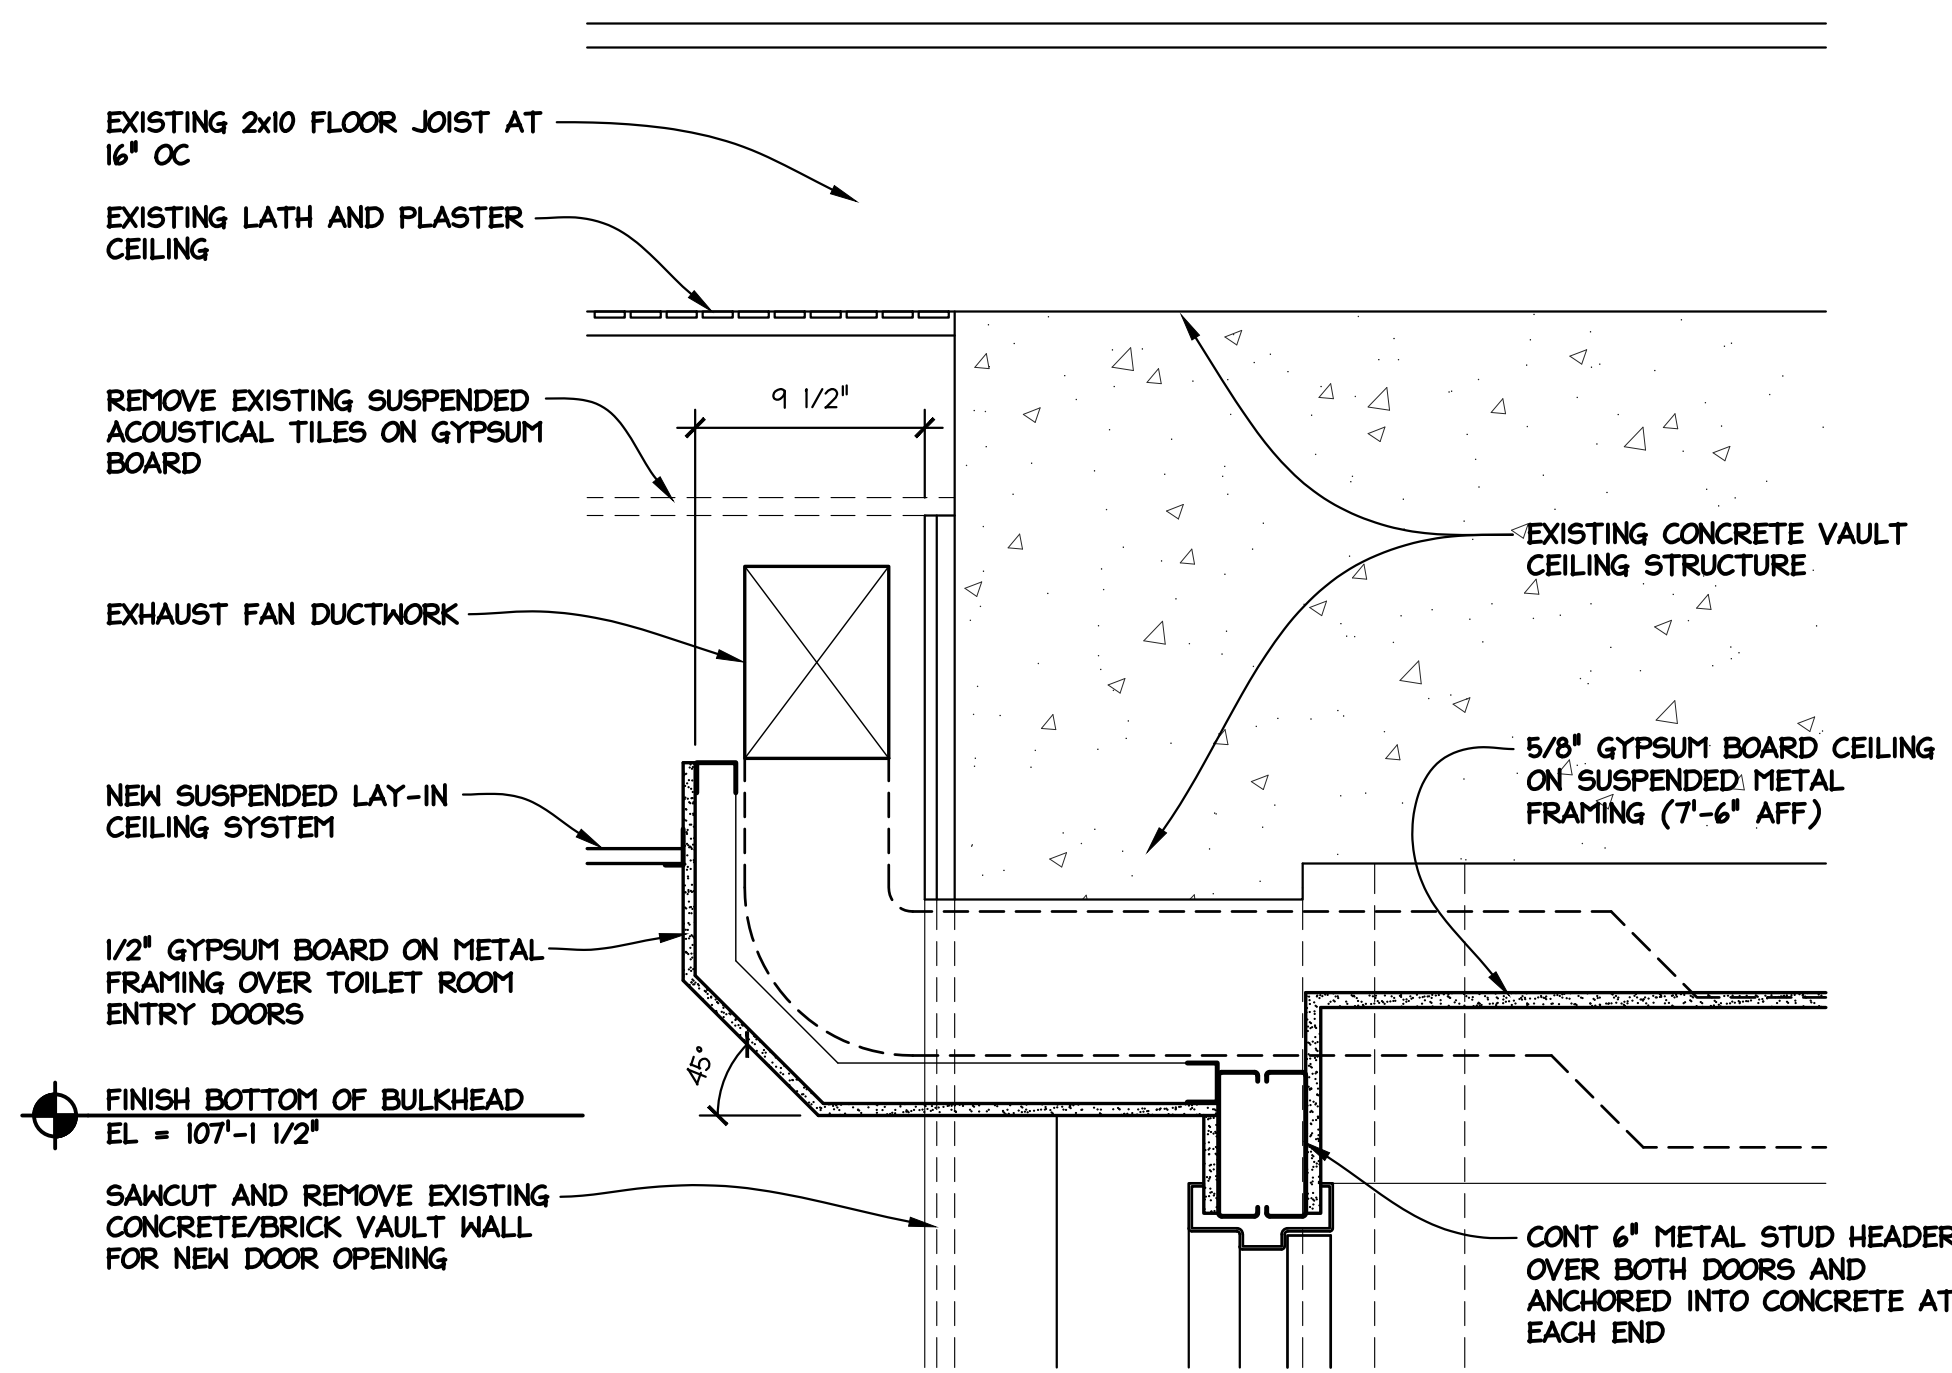 EXISTING 2x10 FLOOR JOIST AT
16" OC
EXISTING LATH AND PLASTER
CEILING
REMOVE EXISTING SUSPENDED
ACOUSTICAL TILES ON GYPSUM
BOARD
9 1/2"
EXISTING CONCRETE VAULT
CEILING STRUCTURE
EXHAUST FAN DUCTWORK
5/8" GYPSUM BOARD CEILING
ON SUSPENDED METAL
FRAMING (7'-6" AFF)
NEW SUSPENDED LAY-IN
CEILING SYSTEM
1/2" GYPSUM BOARD ON METAL
FRAMING OVER TOILET ROOM
ENTRY DOORS
45°
FINISH BOTTOM OF BULKHEAD
EL = 107'-1 1/2"
SAWCUT AND REMOVE EXISTING
CONCRETE/BRICK VAULT WALL
FOR NEW DOOR OPENING
CONT 6" METAL STUD HEADER
OVER BOTH DOORS AND
ANCHORED INTO CONCRETE AT
EACH END